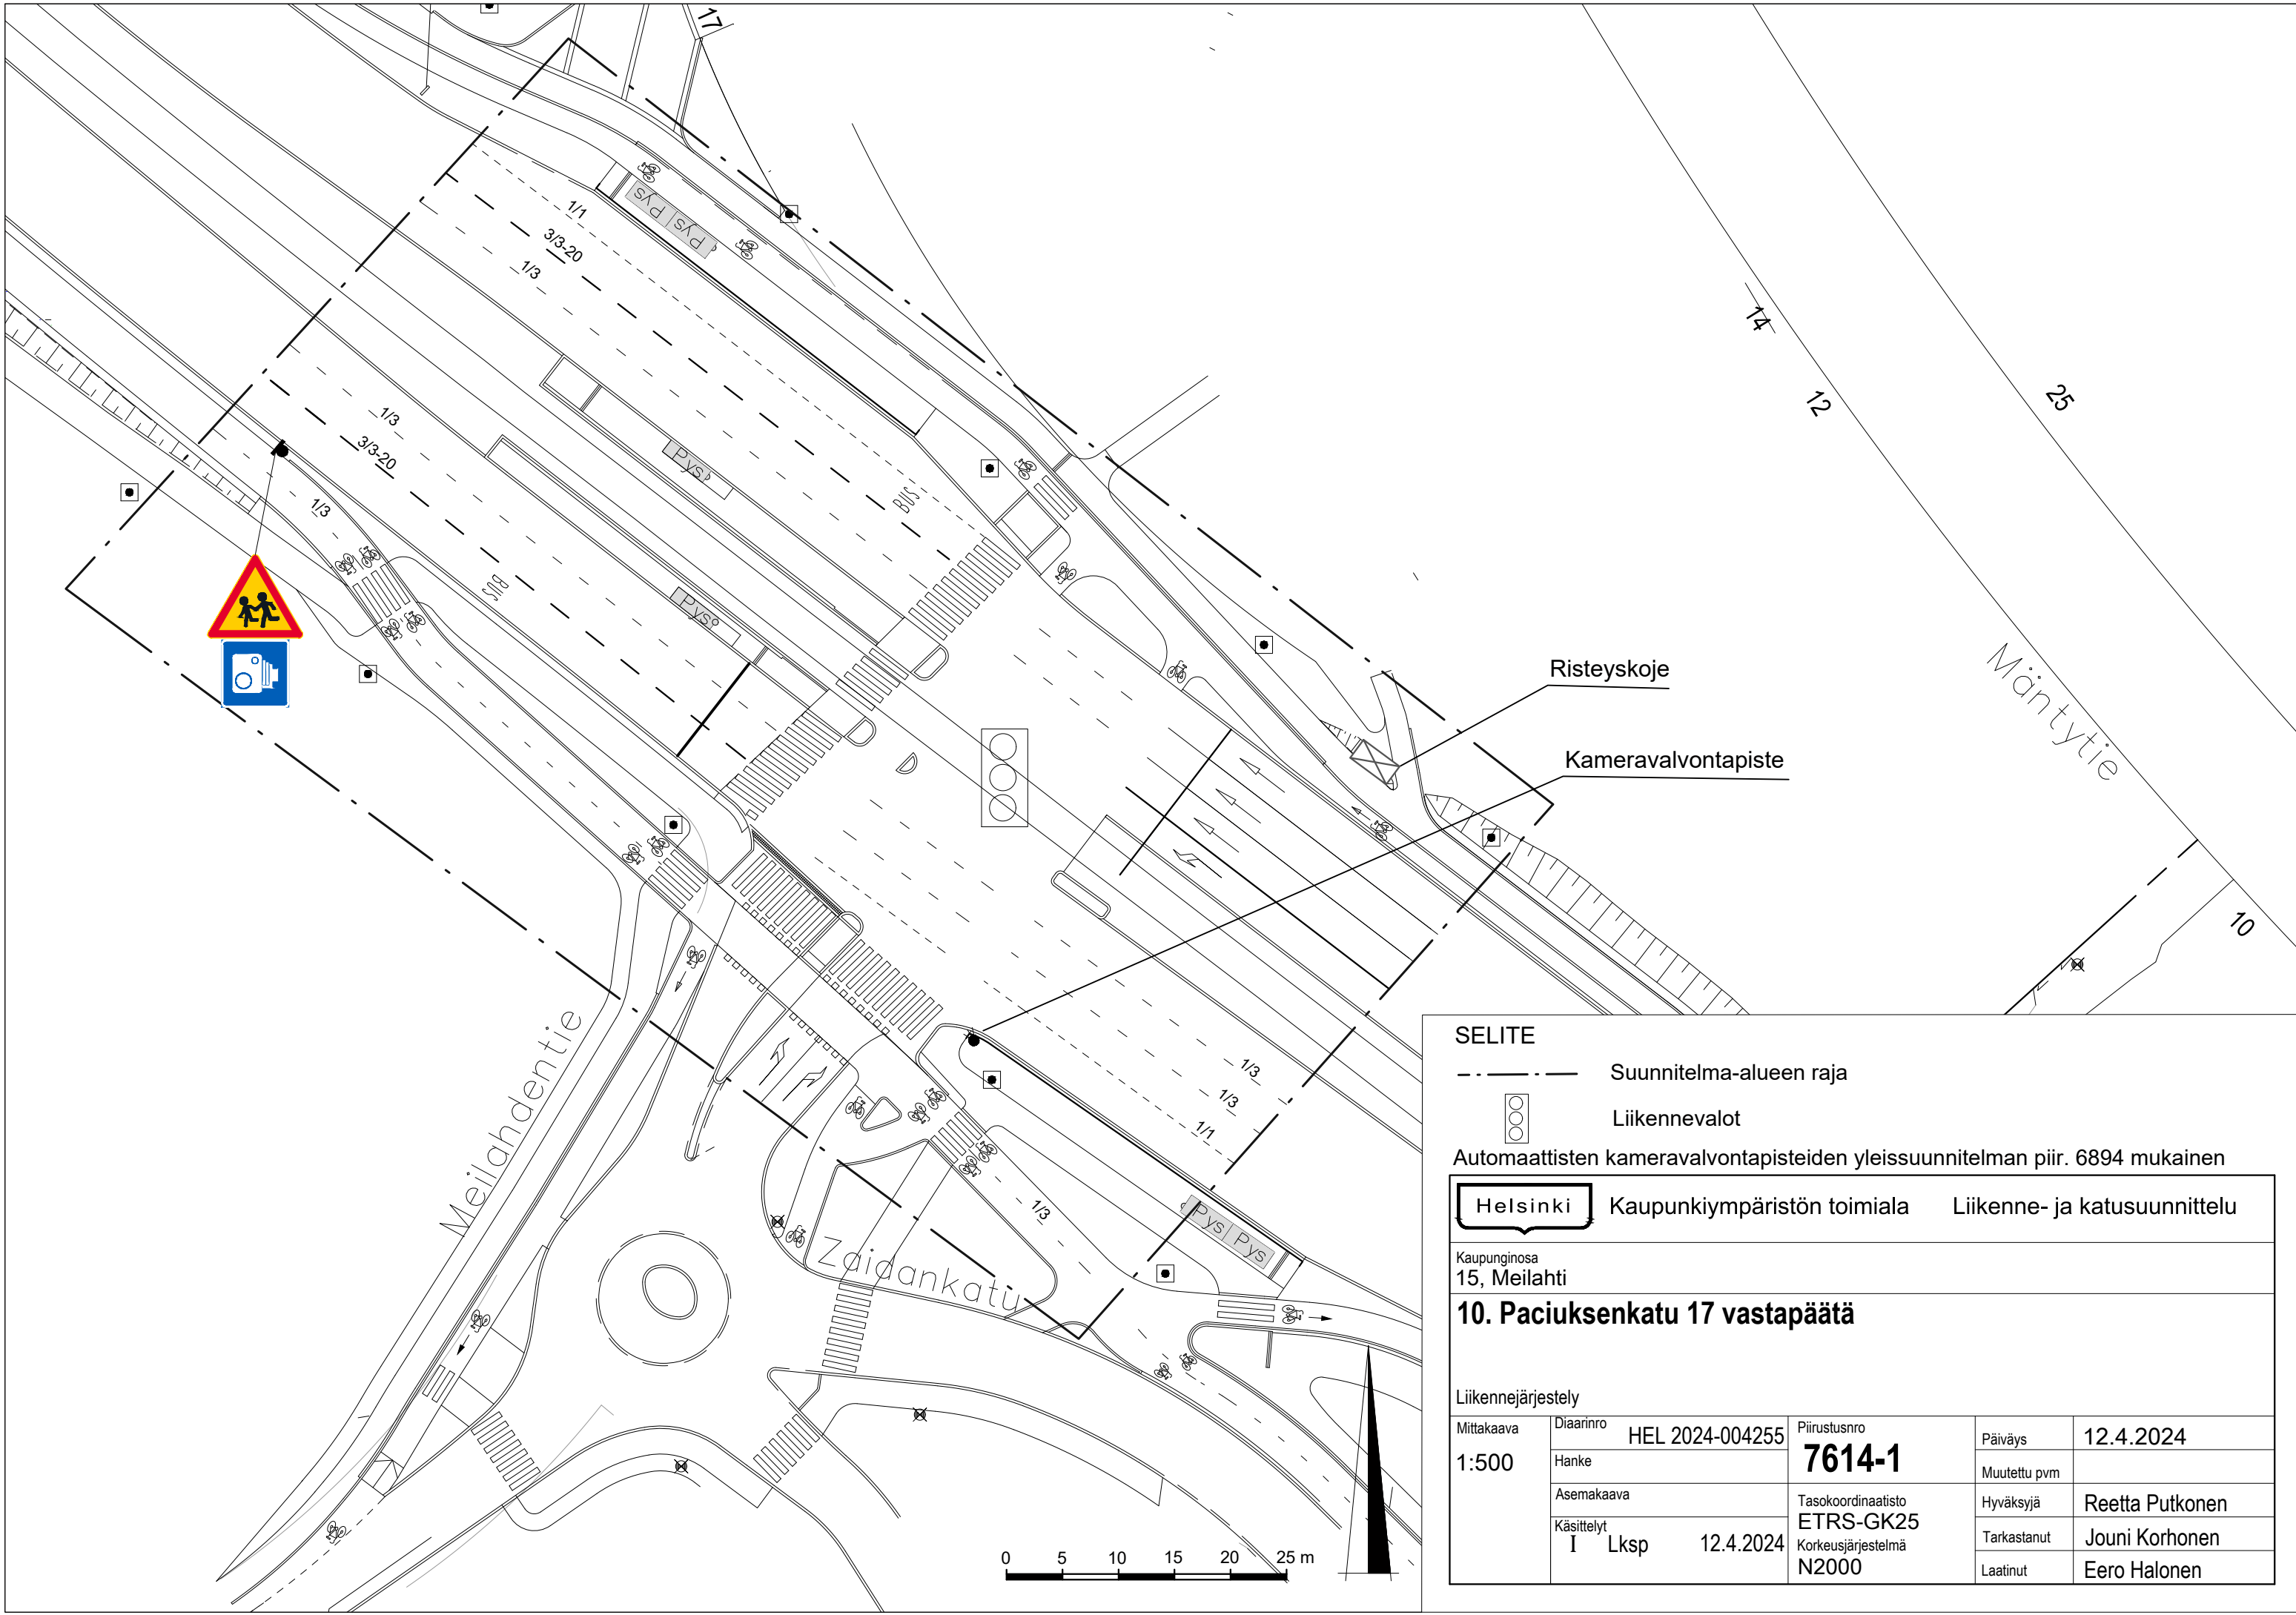 17
1/1
3/3-20
1/3
Pys Pys
14
12
25
1/3
3/3-20
1/3
Pys
BUS
BUS
Pys
Risteyskoje
Kameravalvontapiste
Mäntytie
10
Meilahdentie
Zaidankatu
1/3
1/3
1/1
1/3
Pys Pys
0 5 10 15 20 25 m
SELITE
Suunnitelma-alueen raja
Liikennevalot
Automaattisten kameravalvontapisteiden yleissuunnitelman piir. 6894 mukainen
Helsinki Kaupunkiympäristön toimiala Liikenne- ja katusuunnittelu
Kaupunginosa
15, Meilahti
10. Paciuksenkatu 17 vastapäätä
Liikennejärjestely
Mittakaava
1:500
Diaarinro HEL 2024-004255
Hanke
Asemakaava
Käsittelyt
I Lksp 12.4.2024
Piirustusnro
7614-1
Tasokoordinaatisto
ETRS-GK25
Korkeusjärjestelmä
N2000
Päiväys 12.4.2024
Muutettu pvm
Hyväksyjä Reetta Putkonen
Tarkastanut Jouni Korhonen
Laatinut Eero Halonen